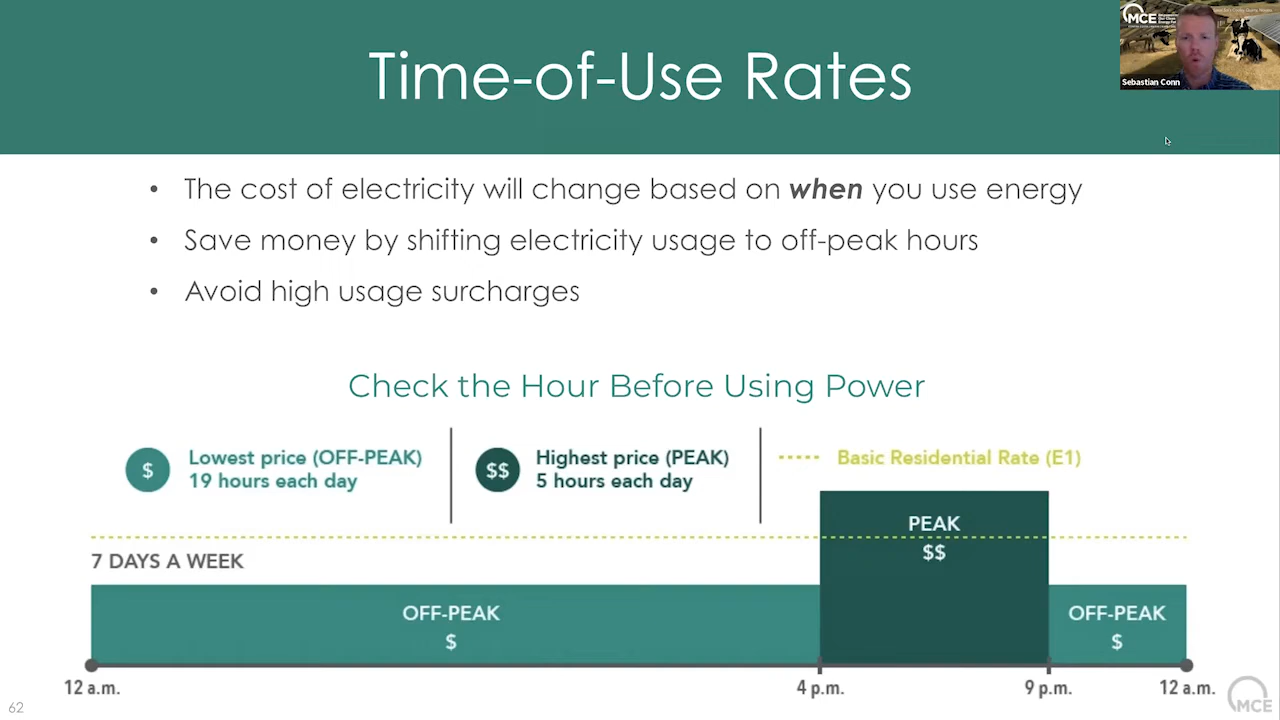 Time-of-Use Rates
MCE
Sebastian Conn
• The cost of electricity will change based on when you use energy
• Save money by shifting electricity usage to off-peak hours
• Avoid high usage surcharges
Check the Hour Before Using Power
$ Lowest price (OFF-PEAK)
19 hours each day
$$ Highest price (PEAK)
5 hours each day
Basic Residential Rate (E1)
7 DAYS A WEEK
PEAK
$$
OFF-PEAK
$
OFF-PEAK
$
12 a.m.
4 p.m.
9 p.m.
12 a.m.
62
MCE